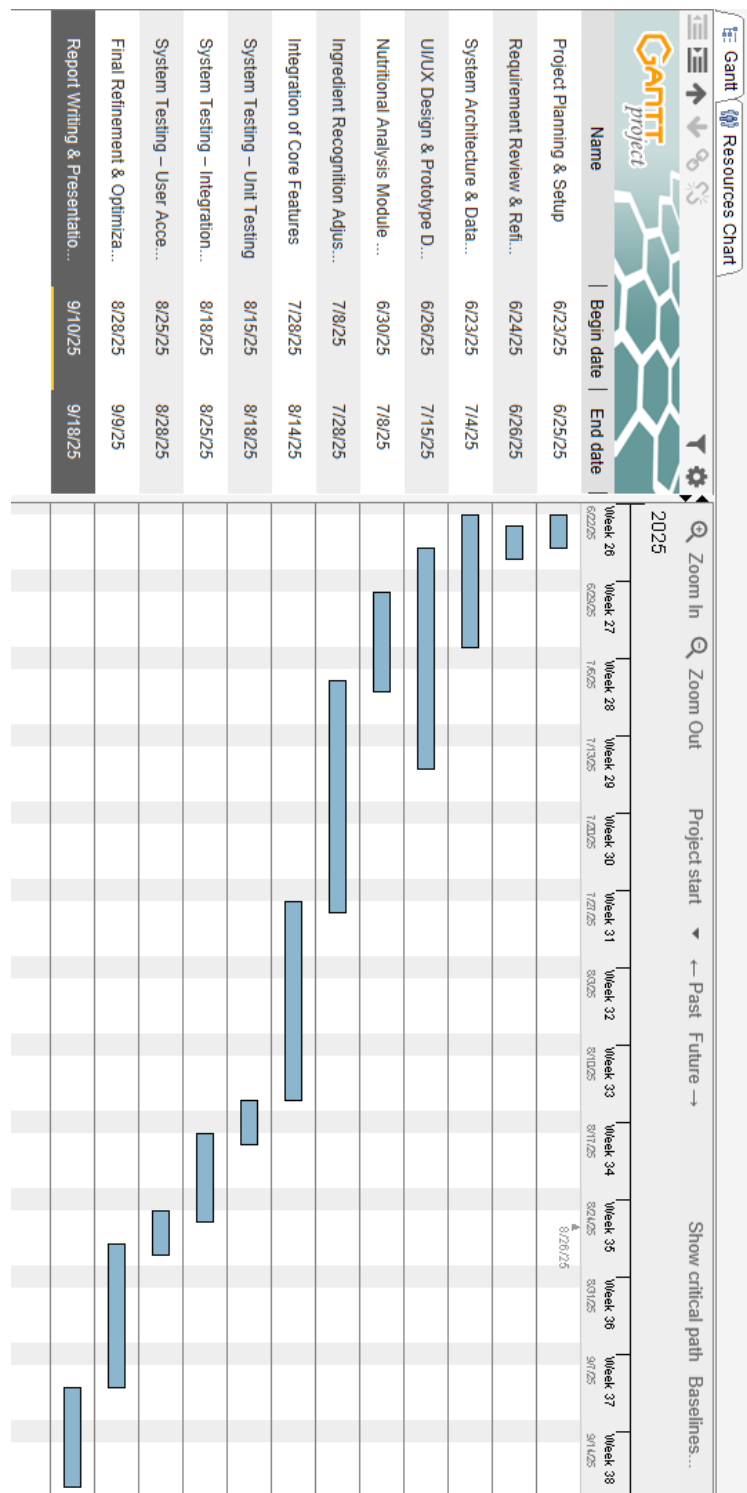 Gantt
Resources Chart
GANTT
project
Zoom In
Zoom Out
Project start
← Past
Future →
Show critical path
Baselines...
2025
Name
Begin date
End date
Week 26
Week 27
Week 28
Week 29
Week 30
Week 31
Week 32
Week 33
Week 34
Week 35
Week 36
Week 37
Week 38
6/22/25
6/29/25
7/6/25
7/13/25
7/20/25
7/27/25
8/3/25
8/10/25
8/17/25
8/24/25
8/31/25
9/7/25
9/14/25
8/26/25
Project Planning & Setup 6/23/25 6/25/25
Requirement Review & Refi... 6/24/25 6/26/25
System Architecture & Data... 6/23/25 7/4/25
UI/UX Design & Prototype D... 6/26/25 7/15/25
Nutritional Analysis Module ... 6/30/25 7/8/25
Ingredient Recognition Adjus... 7/8/25 7/28/25
Integration of Core Features 7/28/25 8/14/25
System Testing – Unit Testing 8/15/25 8/18/25
System Testing – Integration... 8/18/25 8/25/25
System Testing – User Acce... 8/25/25 8/28/25
Final Refinement & Optimiza... 8/28/25 9/9/25
Report Writing & Presentatio... 9/10/25 9/18/25